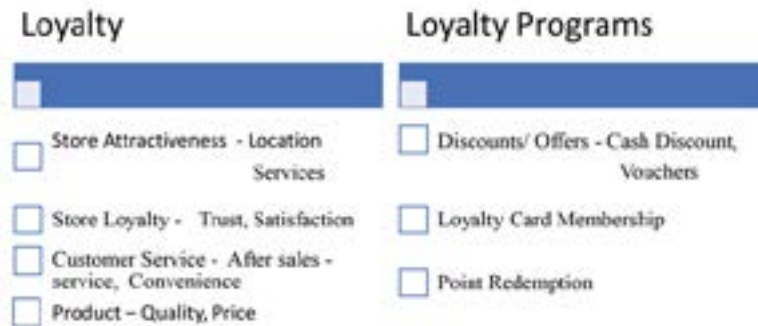 Loyalty
Store Attractiveness - Location
Services
Store Loyalty - Trust, Satisfaction
Customer Service - After sales -
service, Convenience
Product – Quality, Price
Loyalty Programs
Discounts/ Offers - Cash Discount,
Vouchers
Loyalty Card Membership
Point Redemption